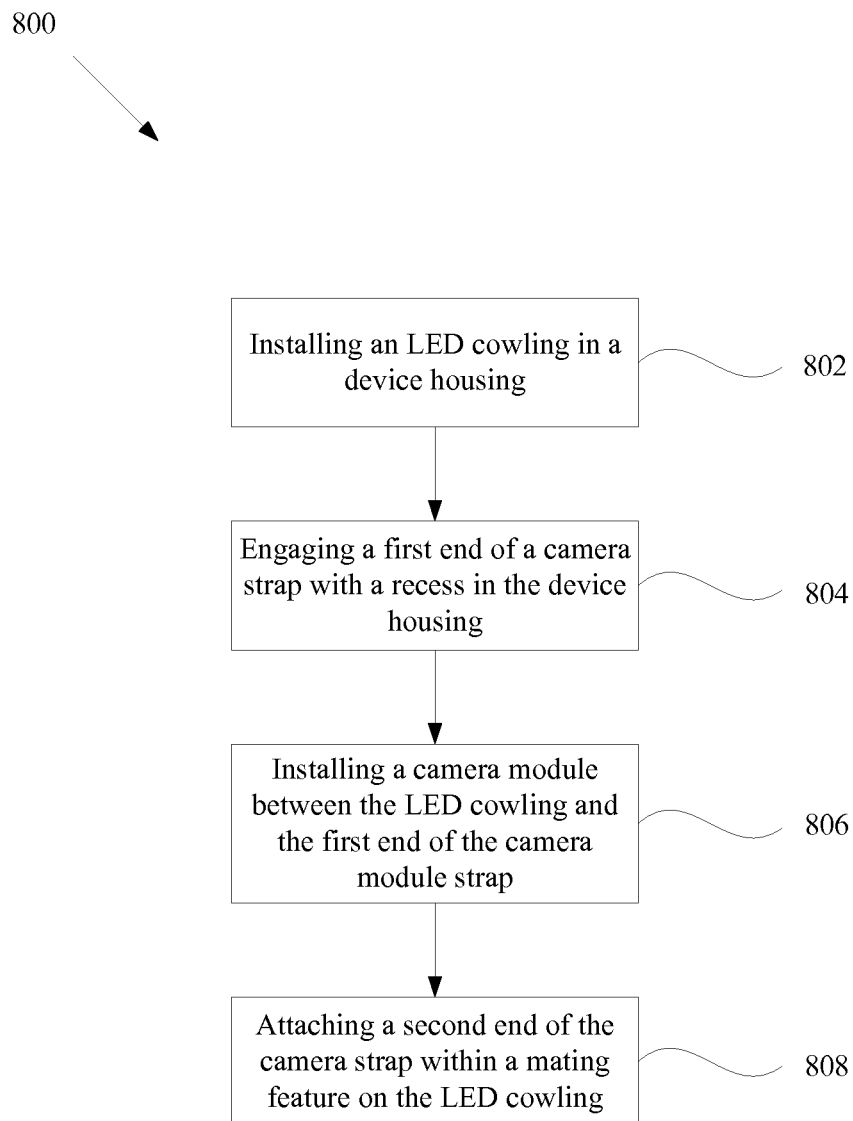 800
Installing an LED cowling in a
device housing
802
Engaging a first end of a camera
strap with a recess in the device
housing
804
Installing a camera module
between the LED cowling and
the first end of the camera
module strap
806
Attaching a second end of the
camera strap within a mating
feature on the LED cowling
808